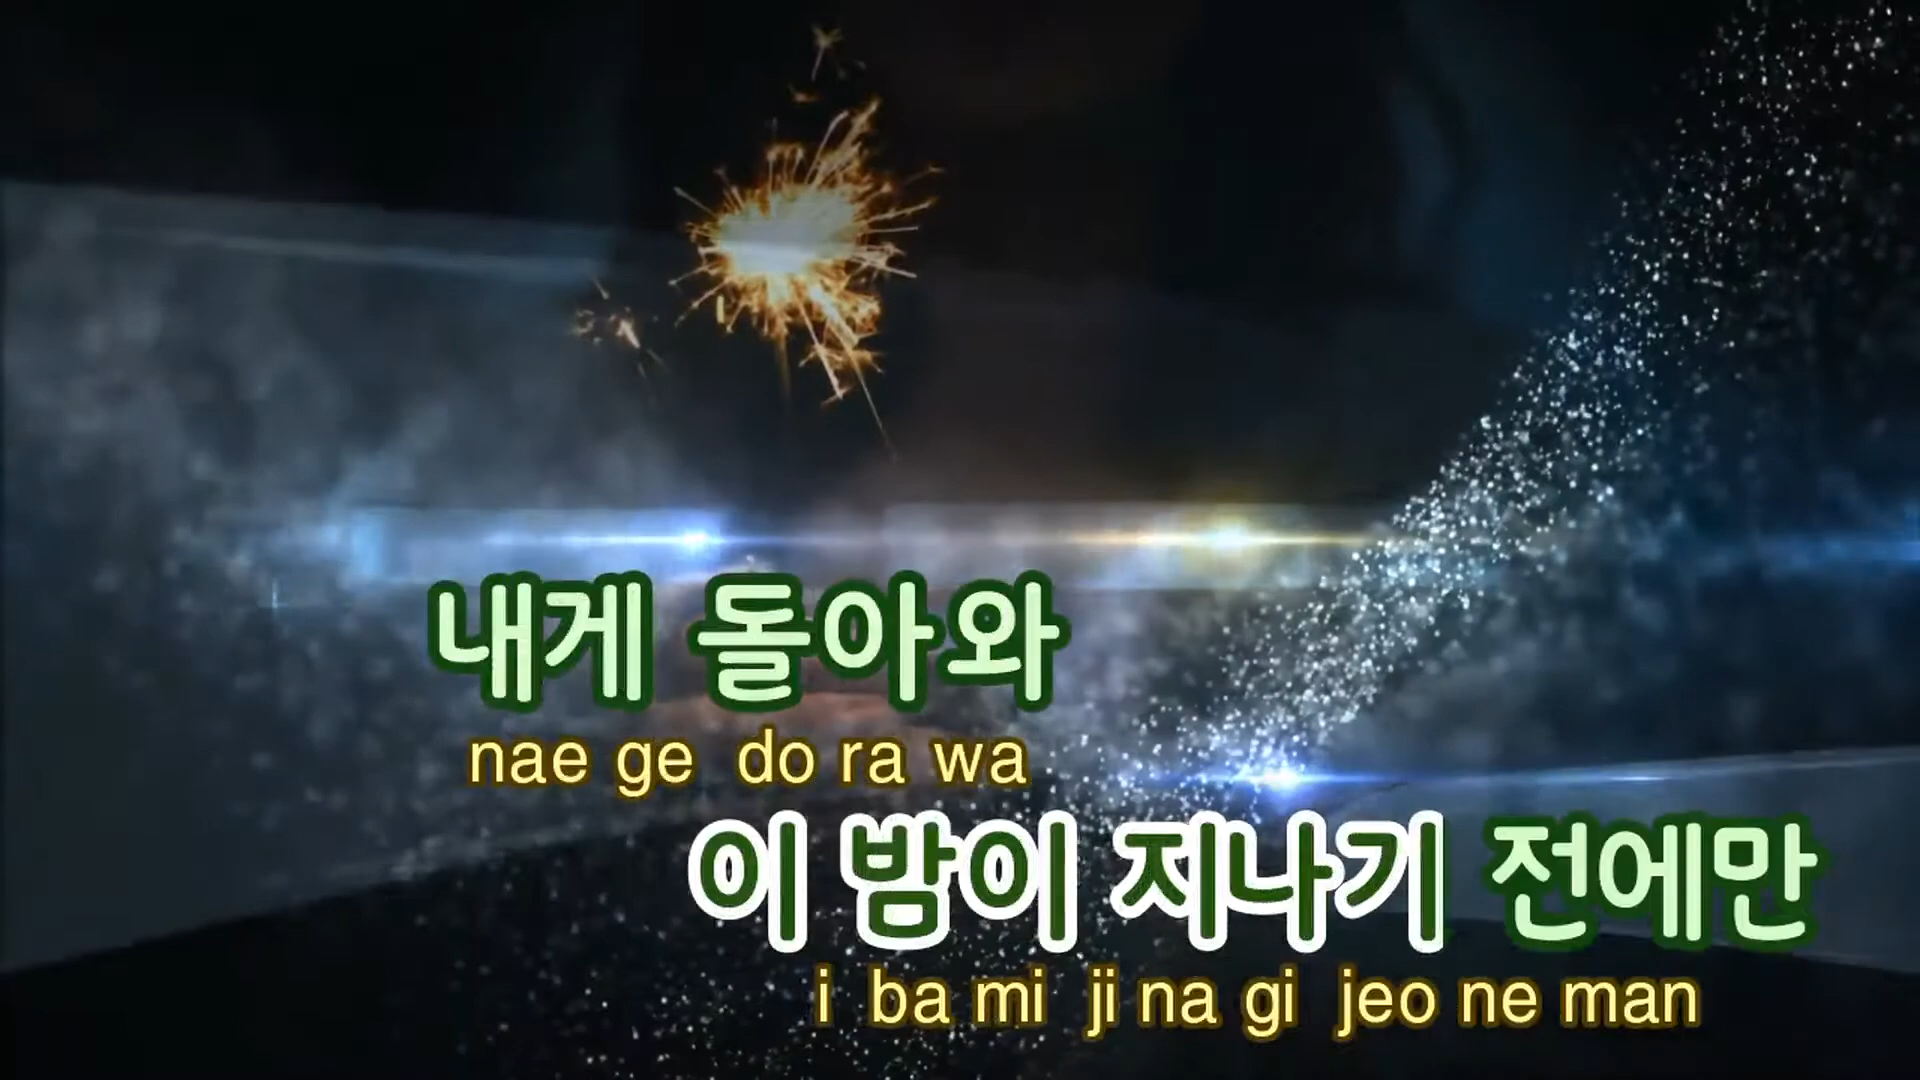 내게 돌아와
nae ge do ra wa
이 밤이 지나기 전에만
i ba mi ji na gi jeo ne man